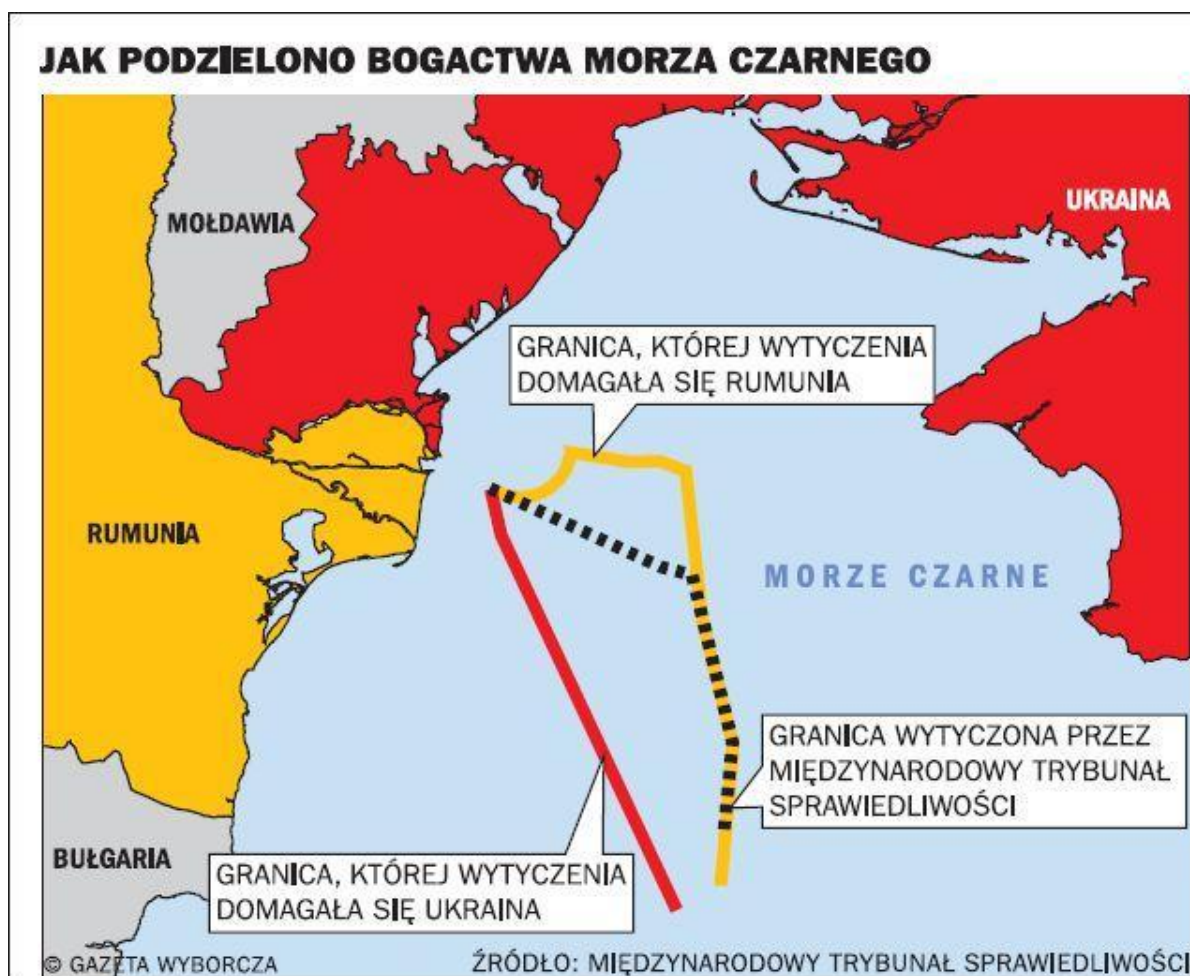 JAK PODZIELONO BOGACTWA MORZA CZARNEGO
MOŁDAWIA
UKRAINA
GRANICA, KTÓREJ WYTYCZENIA
DOMAGAŁA SIĘ RUMUNIA
RUMUNIA
MORZE CZARNE
GRANICA WYTYCZONA PRZEZ
MIĘDZYNARODOWY TRYBUNAŁ
SPRAWIEDLIWOŚCI
BUŁGARIA
GRANICA, KTÓREJ WYTYCZENIA
DOMAGAŁA SIĘ UKRAINA
© GAZETA WYBORCZA
ŹRÓDŁO: MIĘDZYNARODOWY TRYBUNAŁ SPRAWIEDLIWOŚCI